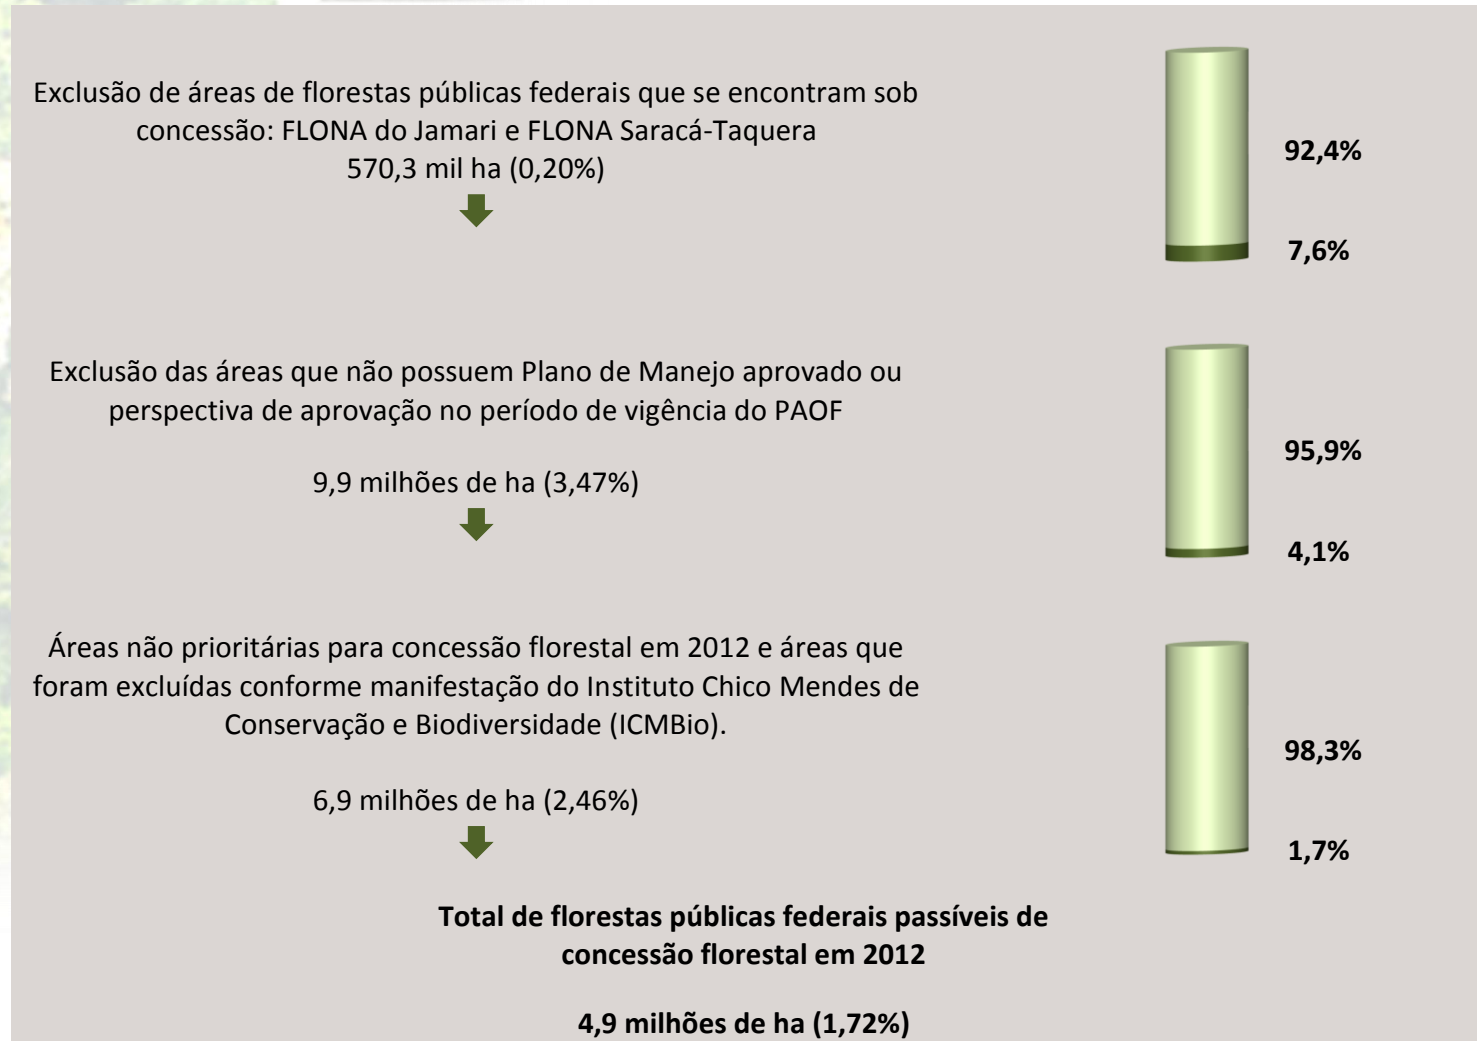 Exclusão de áreas de florestas públicas federais que se encontram sob
concessão: FLONA do Jamari e FLONA Saracá-Taquera
570,3 mil ha (0,20%)
92,4%
7,6%
Exclusão das áreas que não possuem Plano de Manejo aprovado ou
perspectiva de aprovação no período de vigência do PAOF
9,9 milhões de ha (3,47%)
95,9%
4,1%
Áreas não prioritárias para concessão florestal em 2012 e áreas que
foram excluídas conforme manifestação do Instituto Chico Mendes de
Conservação e Biodiversidade (ICMBio).
6,9 milhões de ha (2,46%)
98,3%
1,7%
Total de florestas públicas federais passíveis de
concessão florestal em 2012
4,9 milhões de ha (1,72%)